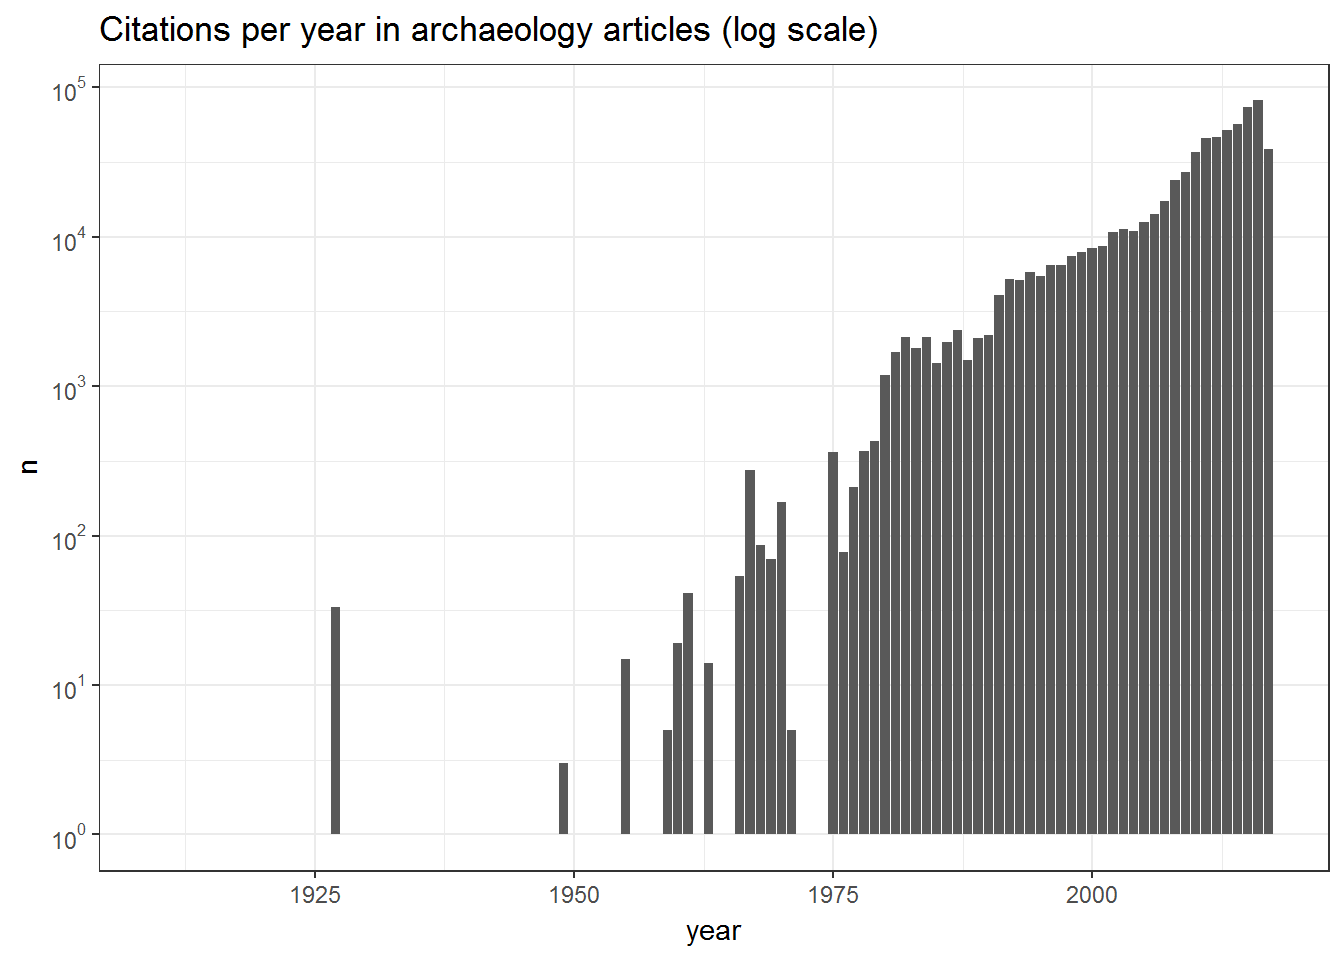 Citations per year in archaeology articles (log scale)
10^5
10^4
10^3
10^2
10^1
10^0
n
1925 1950 1975 2000
year